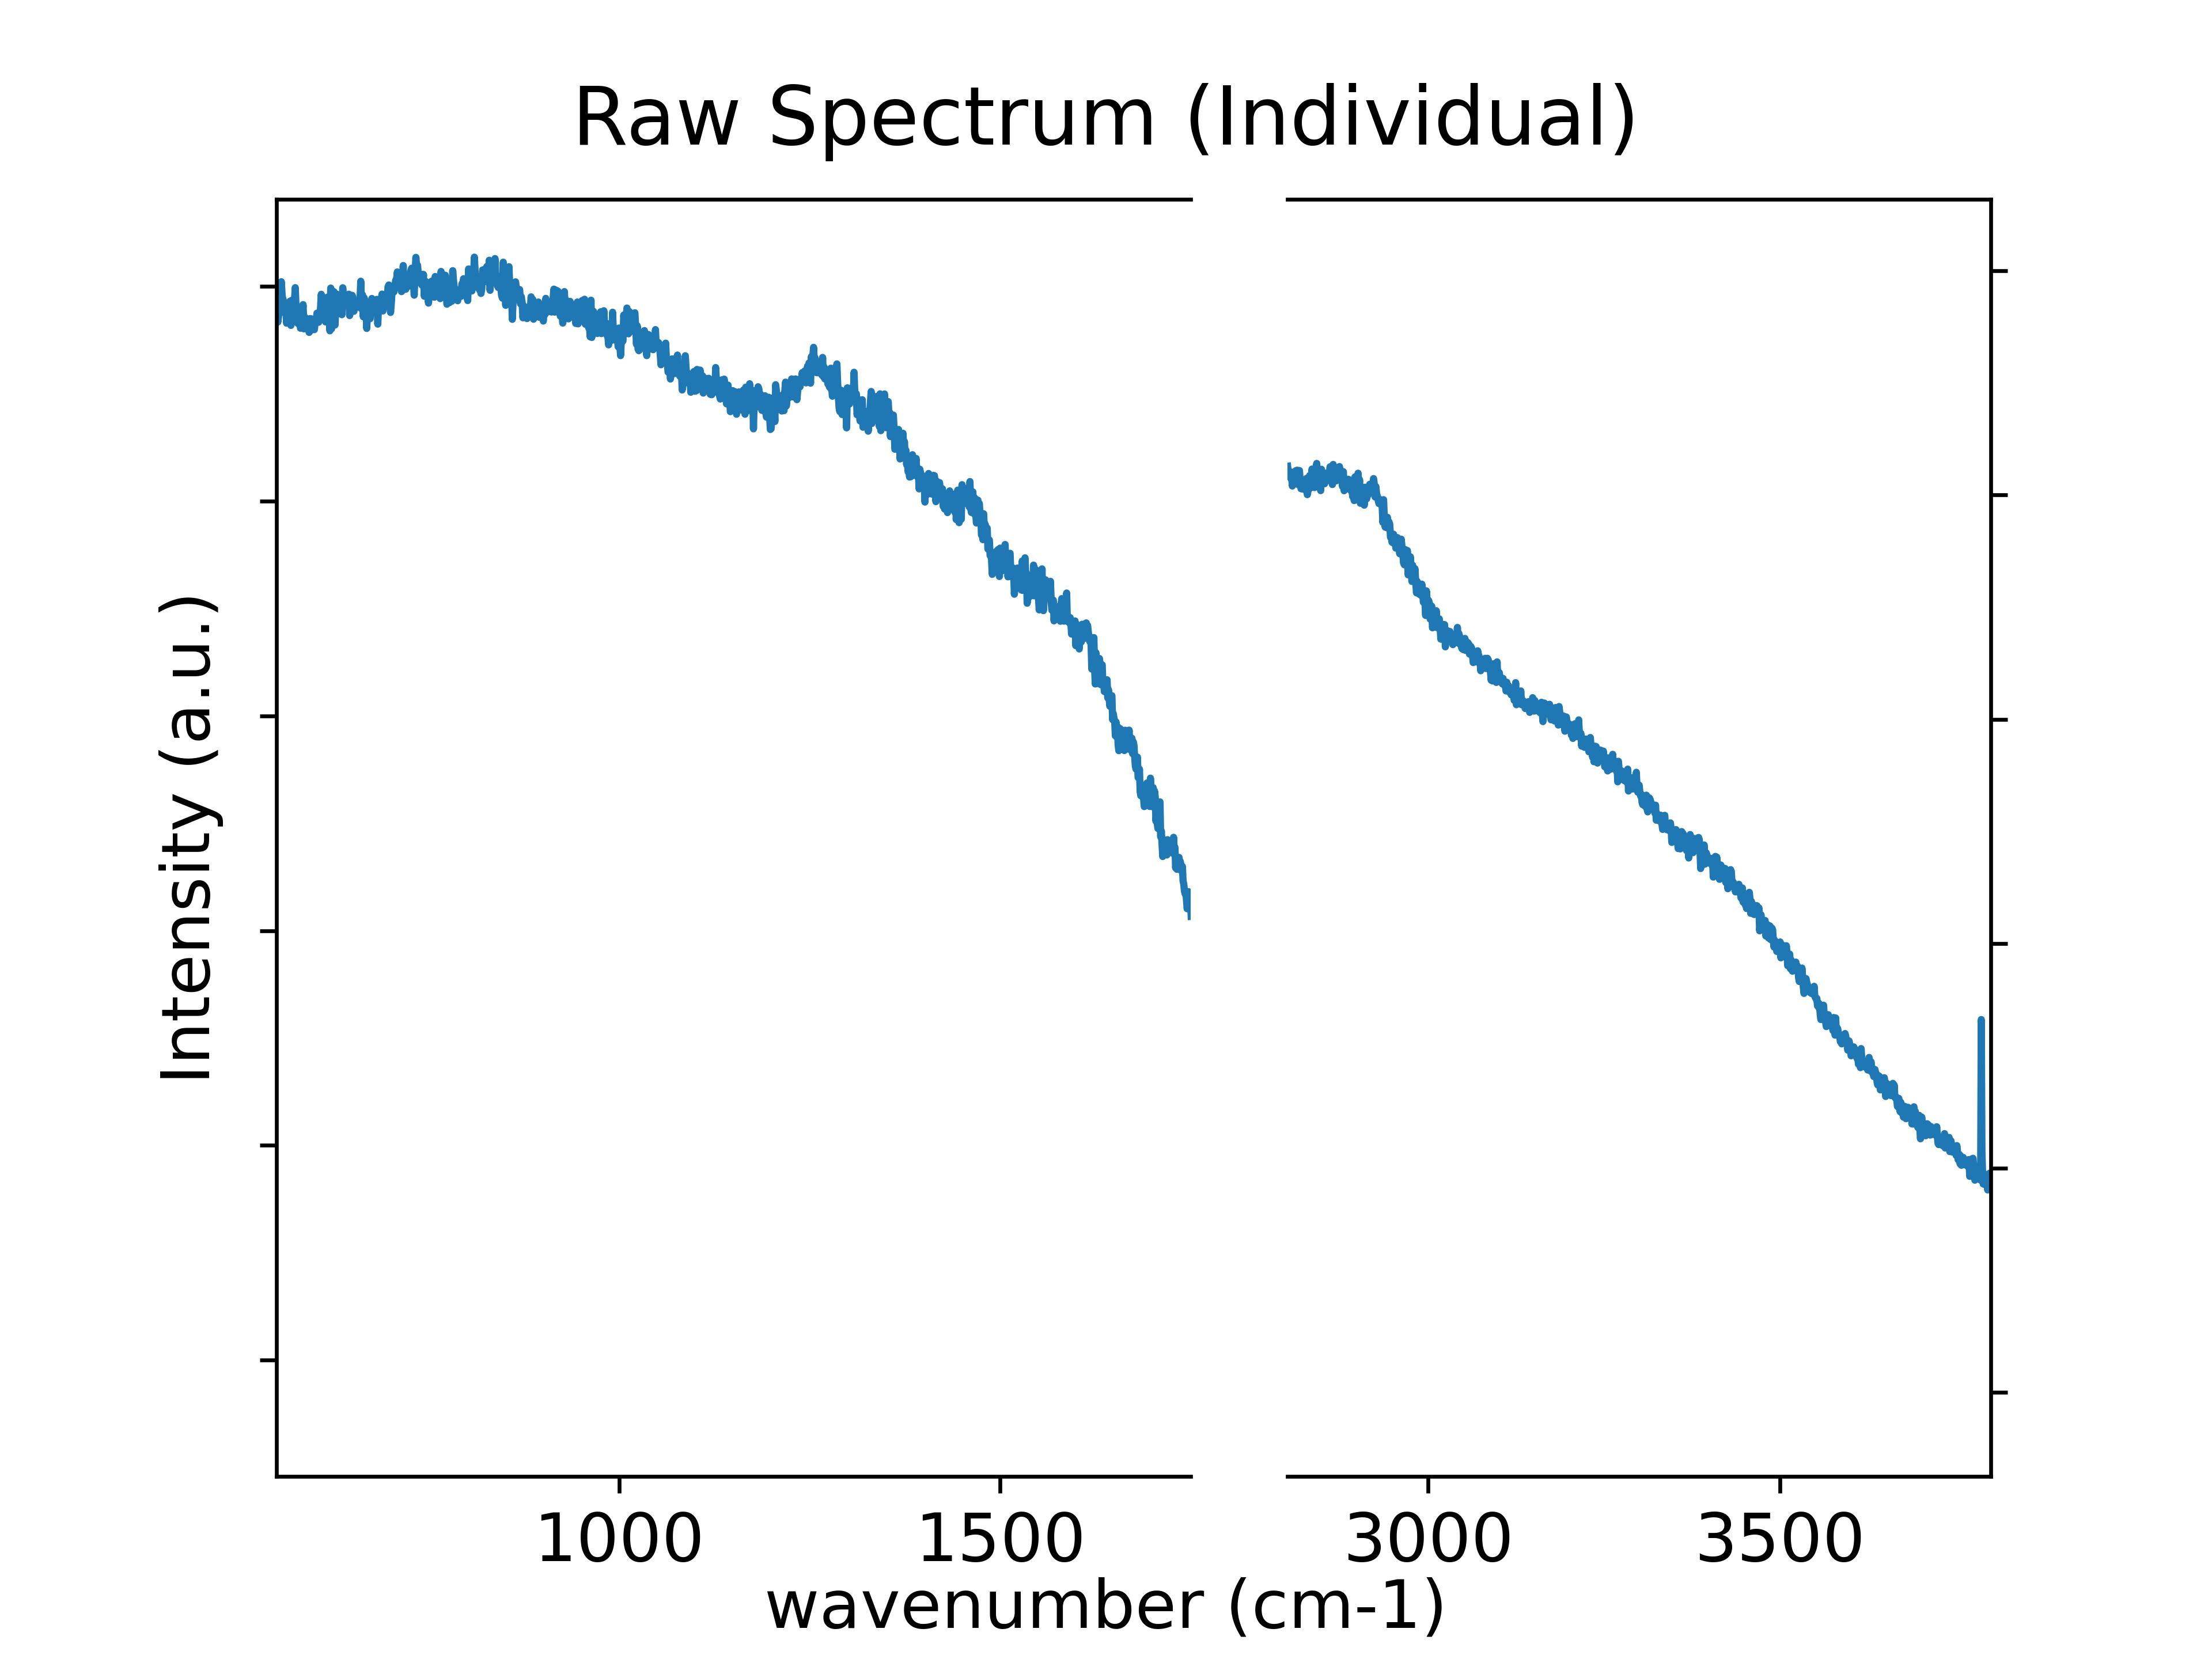 Raw Spectrum (Individual)
Intensity (a.u.)
1000 1500 3000 3500
wavenumber (cm-1)